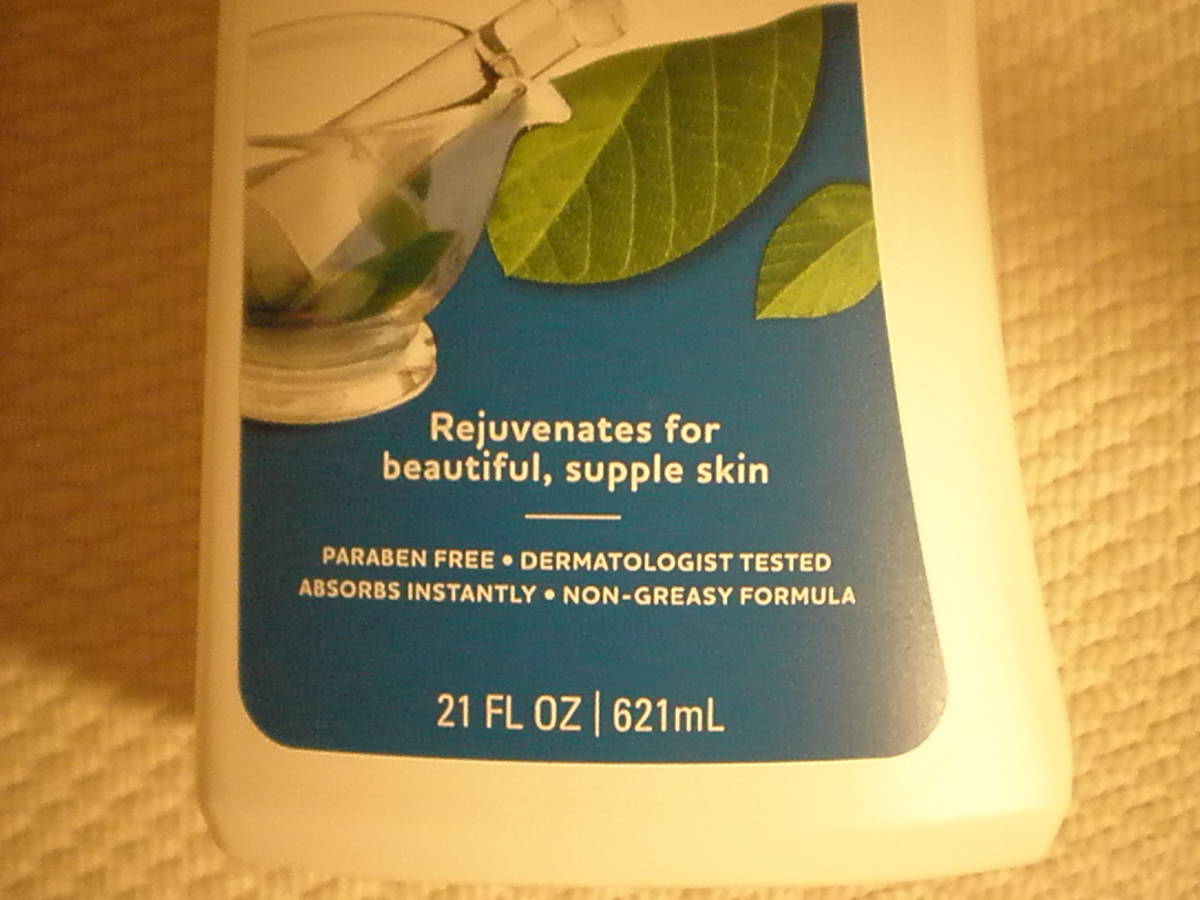 Rejuvenates for
beautiful, supple skin
PARABEN FREE • DERMATOLOGIST TESTED
ABSORBS INSTANTLY • NON-GREASY FORMULA
21 FL OZ | 621mL